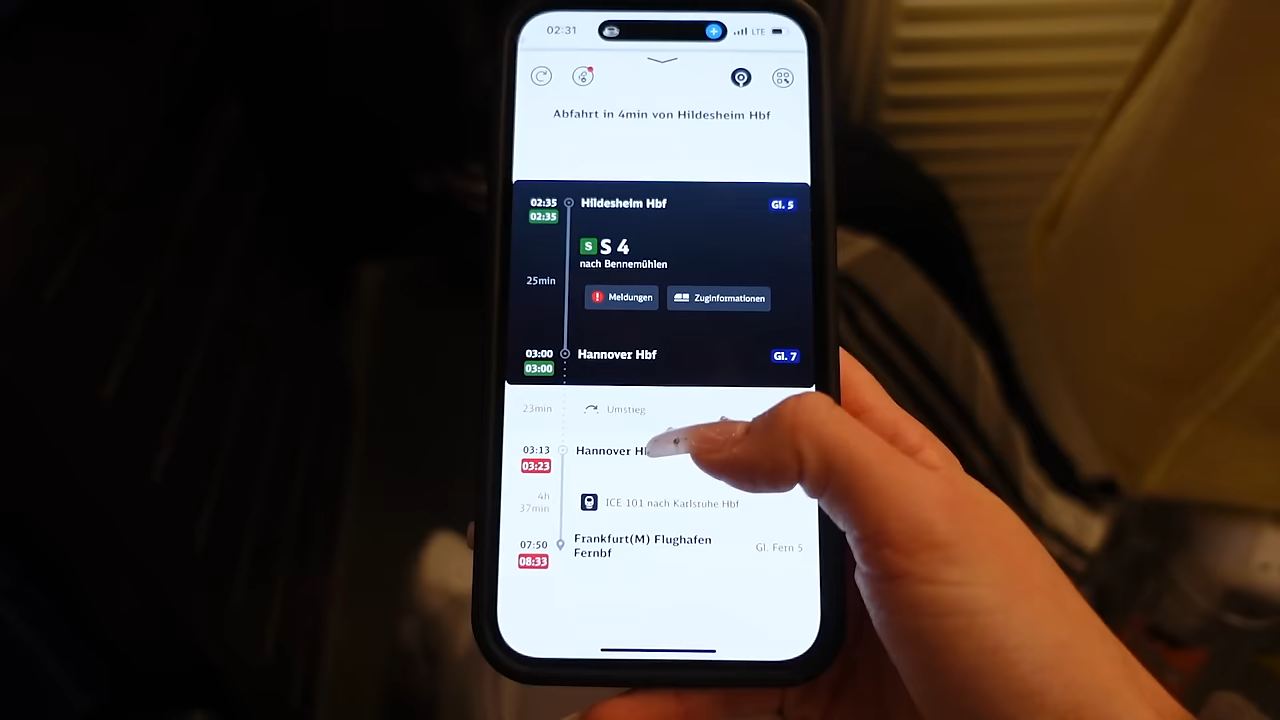 02:31
LTE
Abfahrt in 4min von Hildesheim Hbf
02:35 Hildesheim Hbf Gl. 5
02:35
S S 4
nach Bennemühlen
25min
Meldungen Zuginformationen
03:00 Hannover Hbf Gl. 7
03:00
23min Umstieg
03:13 Hannover
03:23
4h
37min
ICE 101 nach Karlsruhe Hbf
07:50 Frankfurt(M) Flughafen
Fernbf Gl. Fern 5
08:33